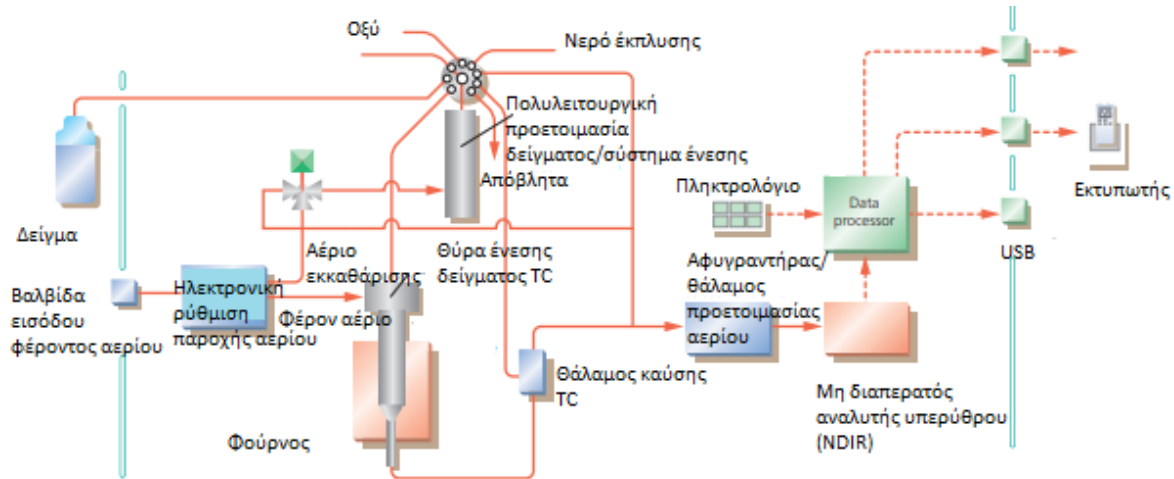 Οξύ
Νερό έκπλυσης
Πολυλειτουργική
προετοιμασία
δείγματος/σύστημα ένεσης
Απόβλητα
Δείγμα
Βαλβίδα
εισόδου
φέροντος αερίου
Ηλεκτρονική
ρύθμιση
παροχής αερίου
Αέριο
εκκαθάρισης
Φέρον αέριο
Θύρα ένεσης
δείγματος TC
Φούρνος
Θάλαμος καύσης
TC
Πληκτρολόγιο
Data
processor
Αφυγραντήρας/
θάλαμος
προετοιμασίας
αερίου
Μη διαπερατός
αναλυτής υπερύθρου
(NDIR)
USB
Εκτυπωτής